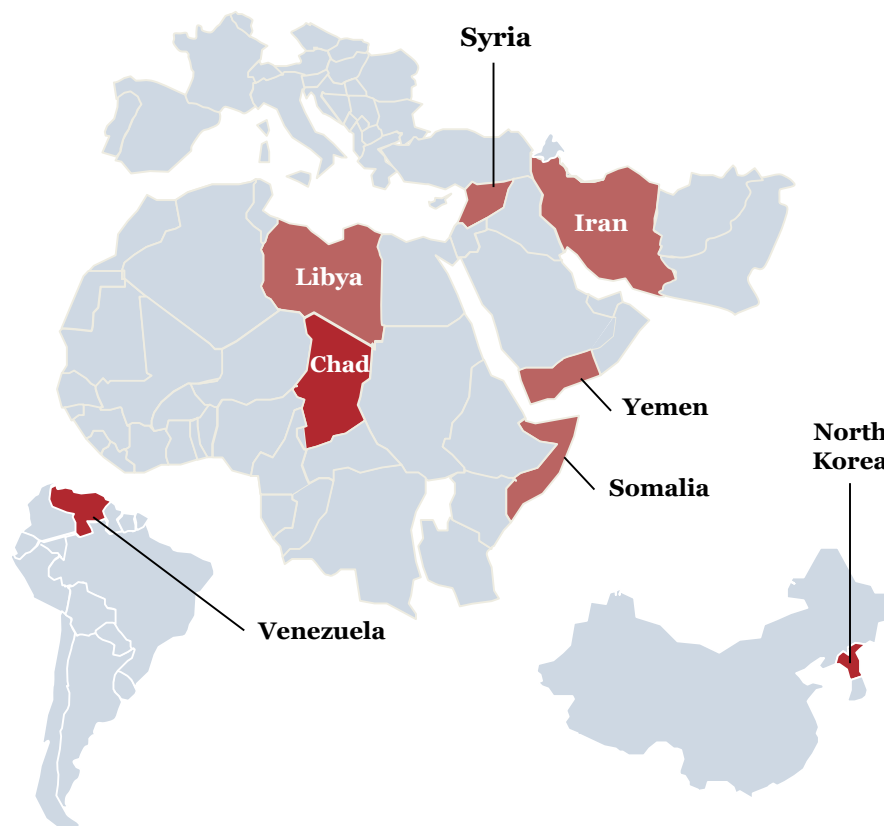 Syria
Iran
Libya
Chad
Yemen
North
Korea
Somalia
Venezuela